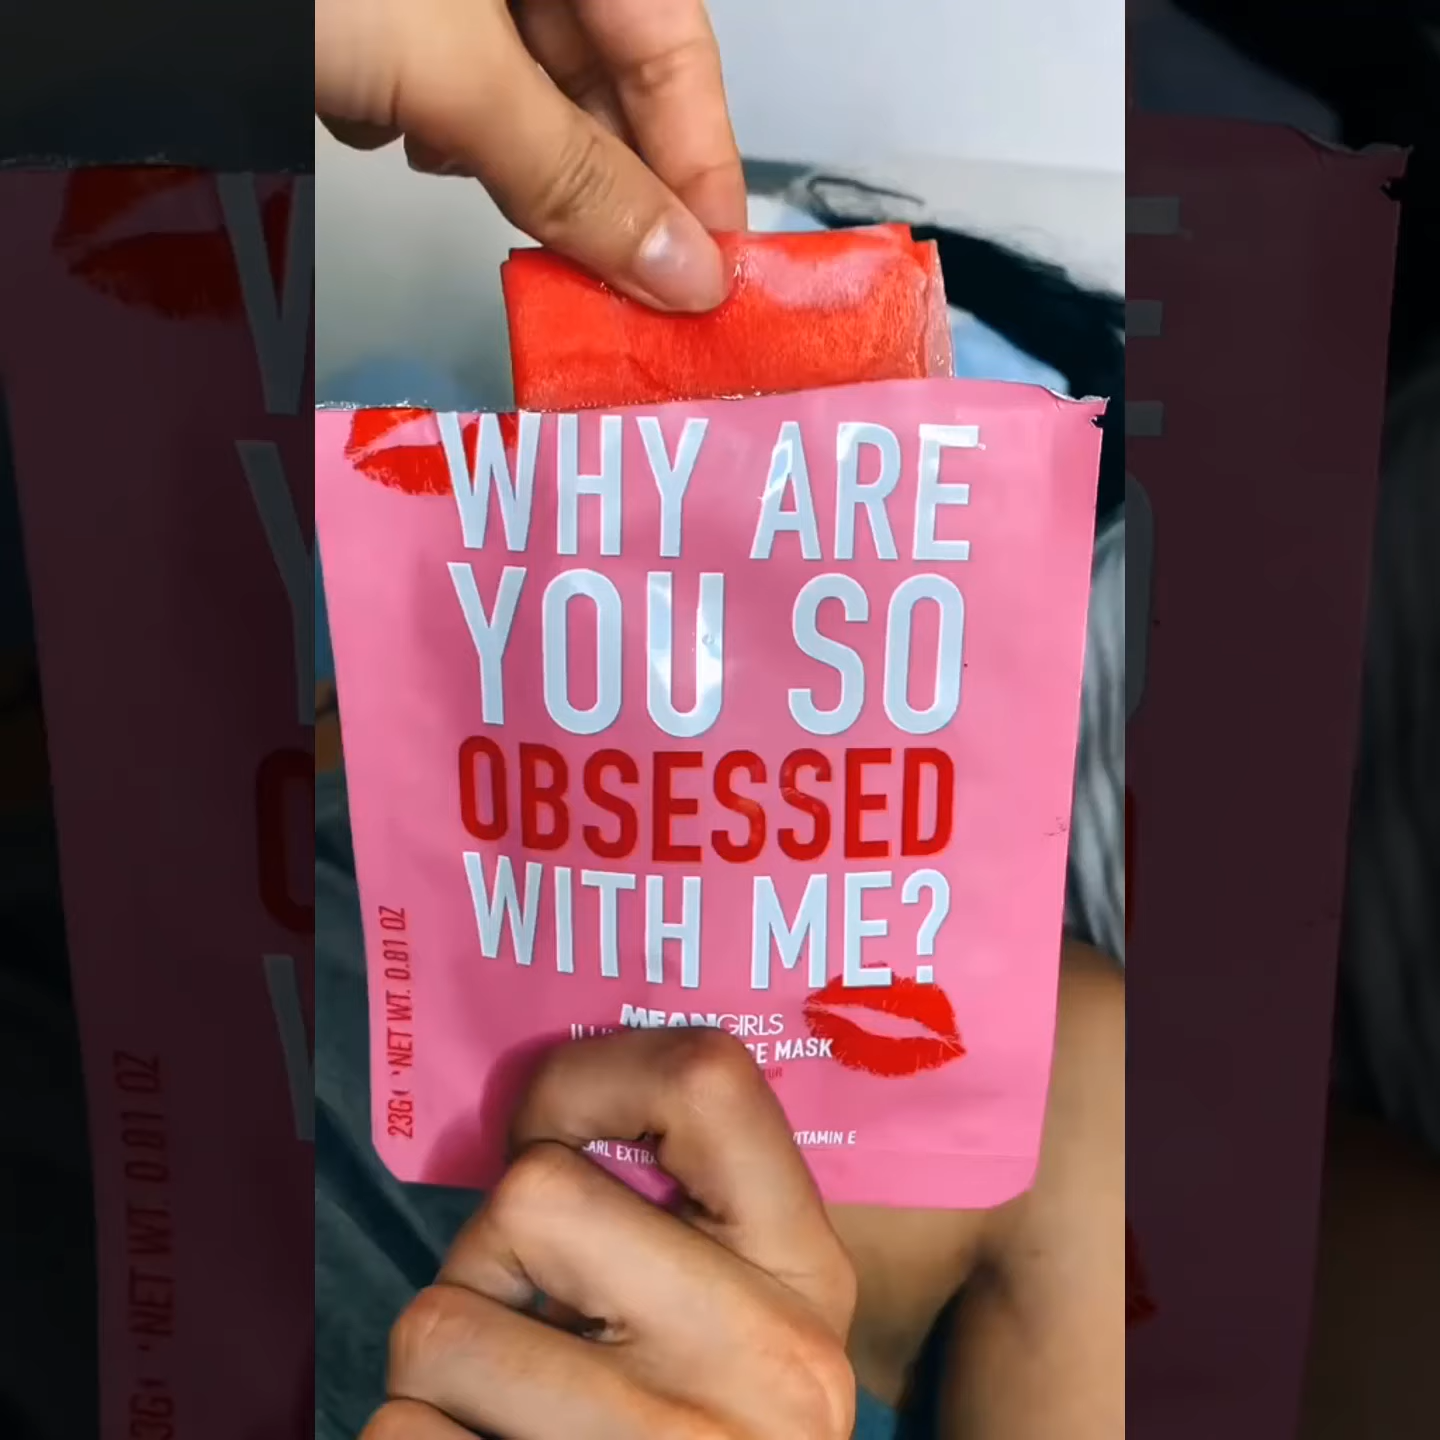 WHY ARE
YOU SO
OBSESSED
WITH ME?
MEANGIRLS
MASK
VITAMIN E
23G
NET WT. 0.81 OZ